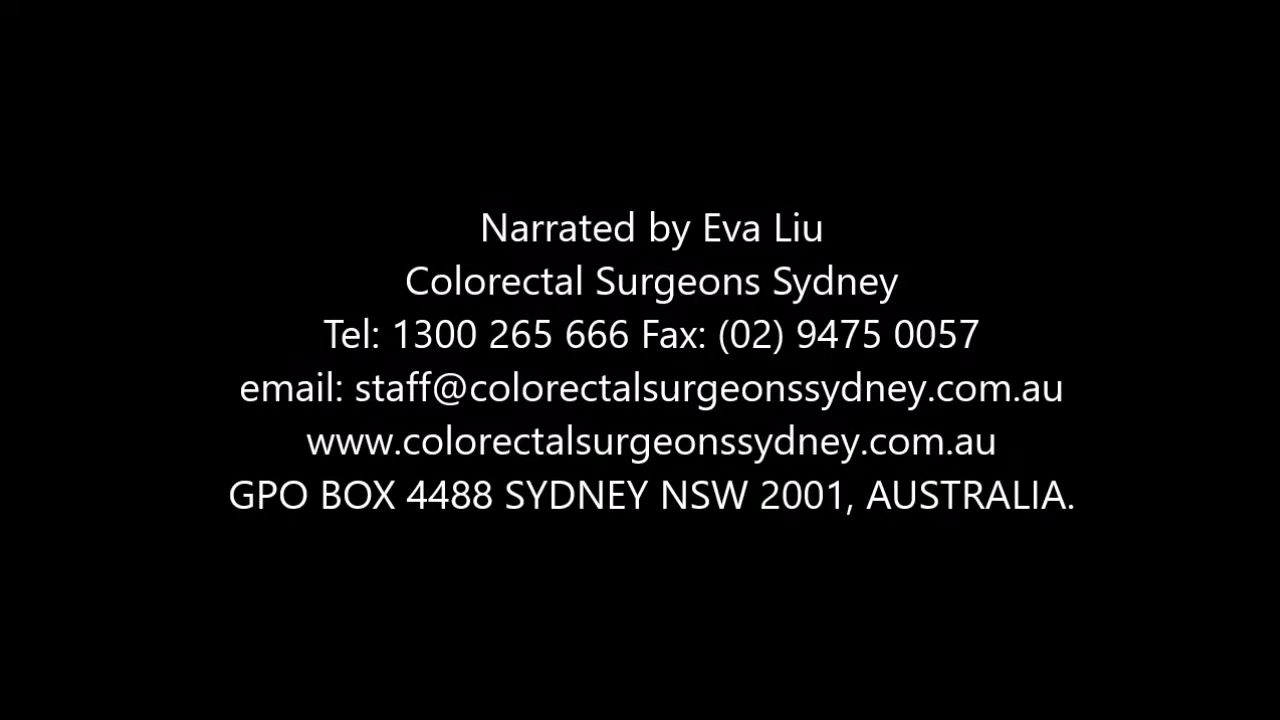 Narrated by Eva Liu
Colorectal Surgeons Sydney
Tel: 1300 265 666 Fax: (02) 9475 0057
email: staff@colorectalsurgeonssydney.com.au
www.colorectalsurgeonssydney.com.au
GPO BOX 4488 SYDNEY NSW 2001, AUSTRALIA.